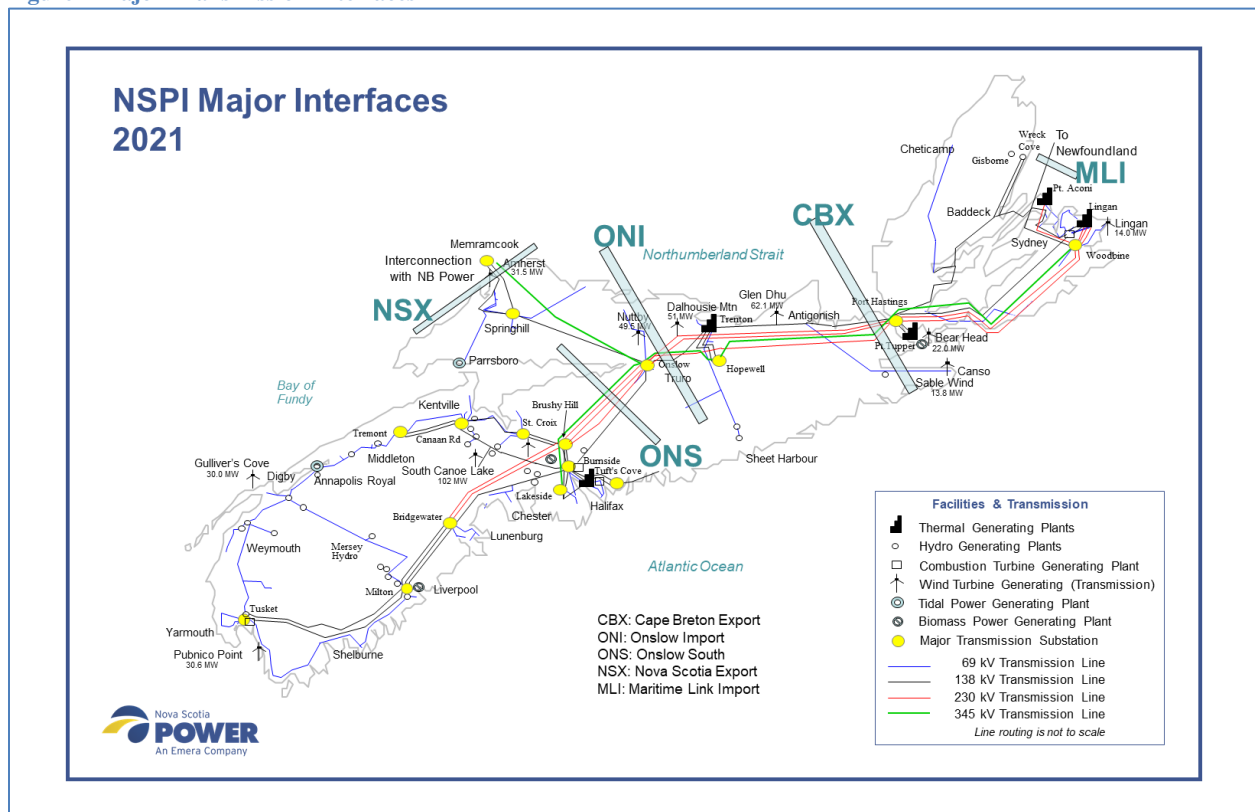 NSPI Major Interfaces
2021
Cheticamp
Wreck
Cove
Gisborne
To
Newfoundland
MLI
Pt. Aconi
Lingan
Lingan
14.0 MW
Baddeck
Sydney
Woodbine
CBX
ONI
Northumberland Strait
Memramcook
Interconnection
with NB Power
Amherst
31.5 MW
NSX
Springhill
Nuttby
49.5 MW
Dalhousie Mtn
51 MW
Trenton
Glen Dhu
62.1 MW
Antigonish
Port Hastings
Pt. Tupper
Bear Head
22.0 MW
Canso
Sable Wind
13.8 MW
Parrsboro
Onslow
Truro
Hopewell
Bay of
Fundy
Kentville
Brushy Hill
St. Croix
ONS
Tremont
Canaan Rd
Middleton
South Canoe Lake
102 MW
Burnside
Tuft's Cove
Sheet Harbour
Gulliver's Cove
30.0 MW
Digby
Annapolis Royal
Lakeside
Halifax
Chester
Bridgewater
Lunenburg
Weymouth
Mersey
Hydro
Milton
Liverpool
Atlantic Ocean
Tusket
Yarmouth
Pubnico Point
30.6 MW
Shelburne
CBX: Cape Breton Export
ONI: Onslow Import
ONS: Onslow South
NSX: Nova Scotia Export
MLI: Maritime Link Import
Facilities & Transmission
Thermal Generating Plants
Hydro Generating Plants
Combustion Turbine Generating Plant
Wind Turbine Generating (Transmission)
Tidal Power Generating Plant
Biomass Power Generating Plant
Major Transmission Substation
69 kV Transmission Line
138 kV Transmission Line
230 kV Transmission Line
345 kV Transmission Line
Line routing is not to scale
Nova Scotia
POWER
An Emera Company